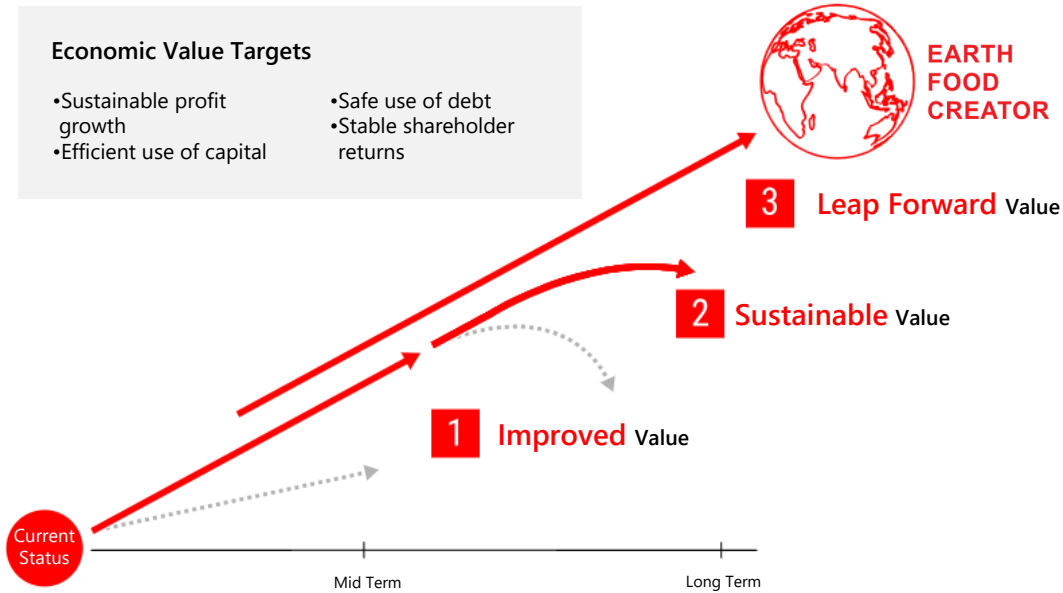 Economic Value Targets
•Sustainable profit
growth
•Efficient use of capital
•Safe use of debt
•Stable shareholder
returns
EARTH
FOOD
CREATOR
3 Leap Forward Value
2 Sustainable Value
1 Improved Value
Current
Status
Mid Term
Long Term